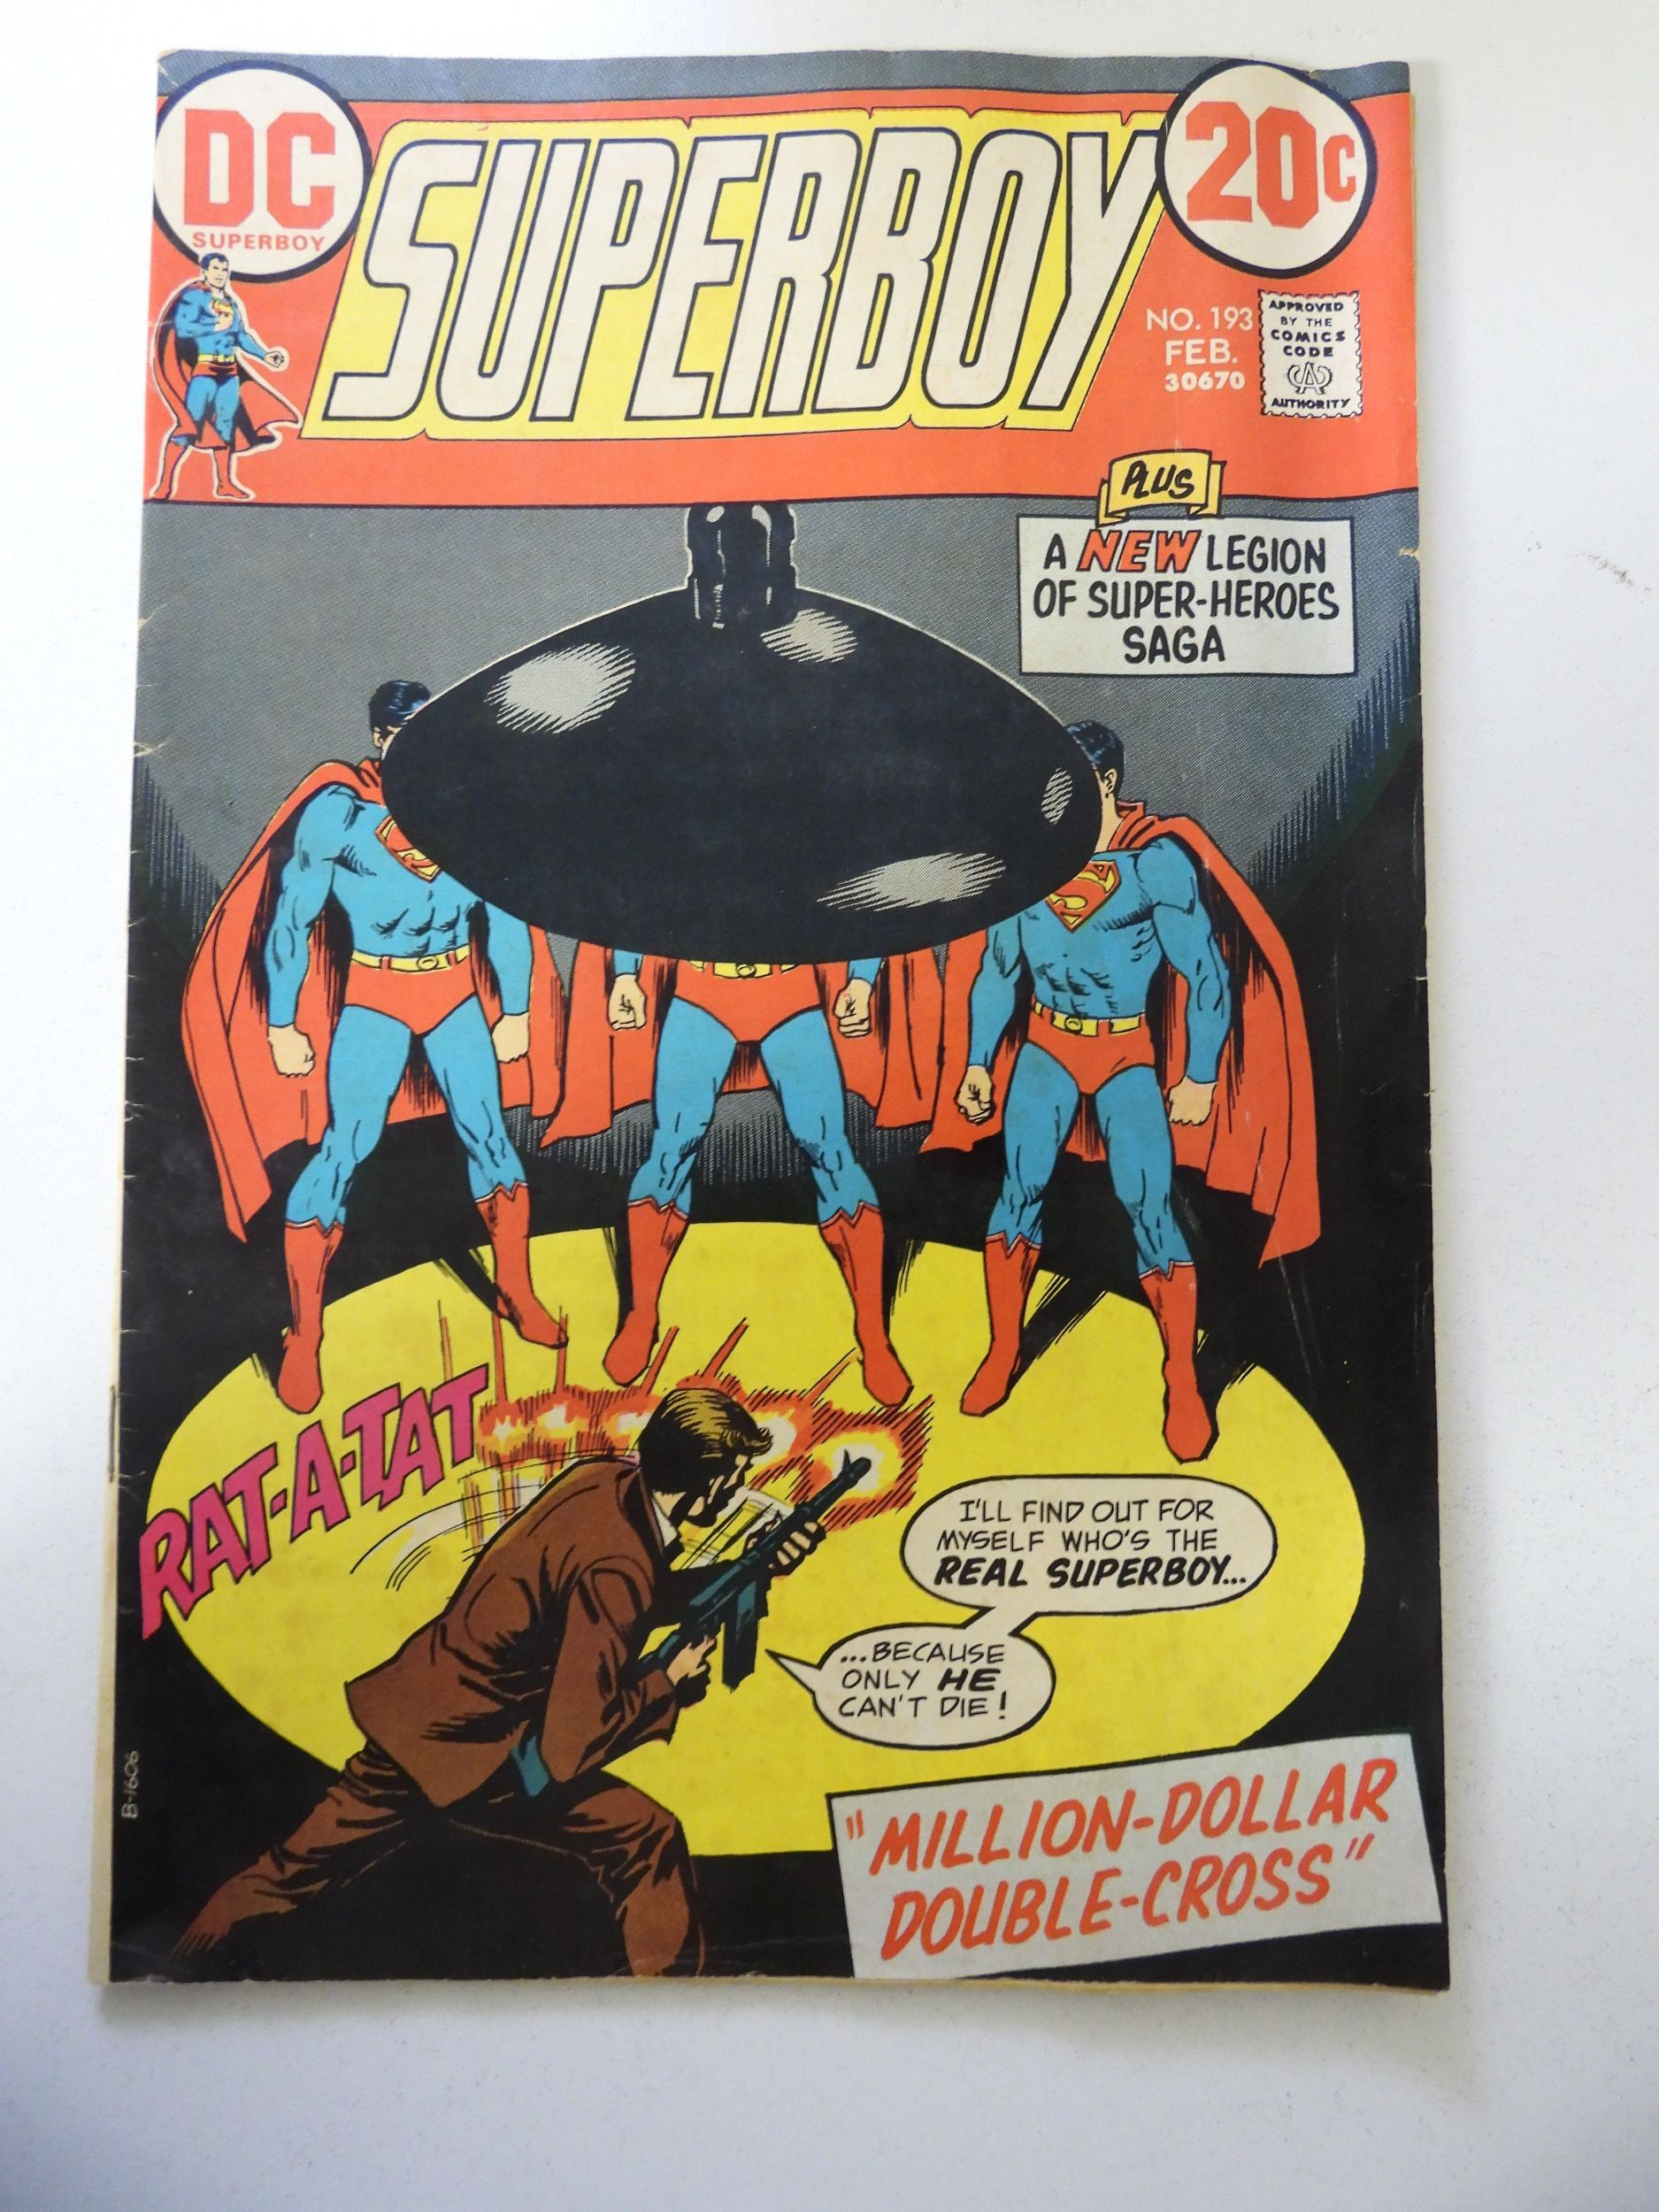 DC
SUPERBOY
SUPERBOY
20¢
NO. 193
FEB.
30670
APPROVED
BY THE
COMICS
CODE
CA
AUTHORITY
PLUS
A NEW LEGION
OF SUPER-HEROES
SAGA
RAT-A-TAT
I'LL FIND OUT FOR
MYSELF WHO'S THE
REAL SUPERBOY...
...BECAUSE
ONLY HE
CAN'T DIE!
B-1606
"MILLION-DOLLAR
DOUBLE-CROSS"